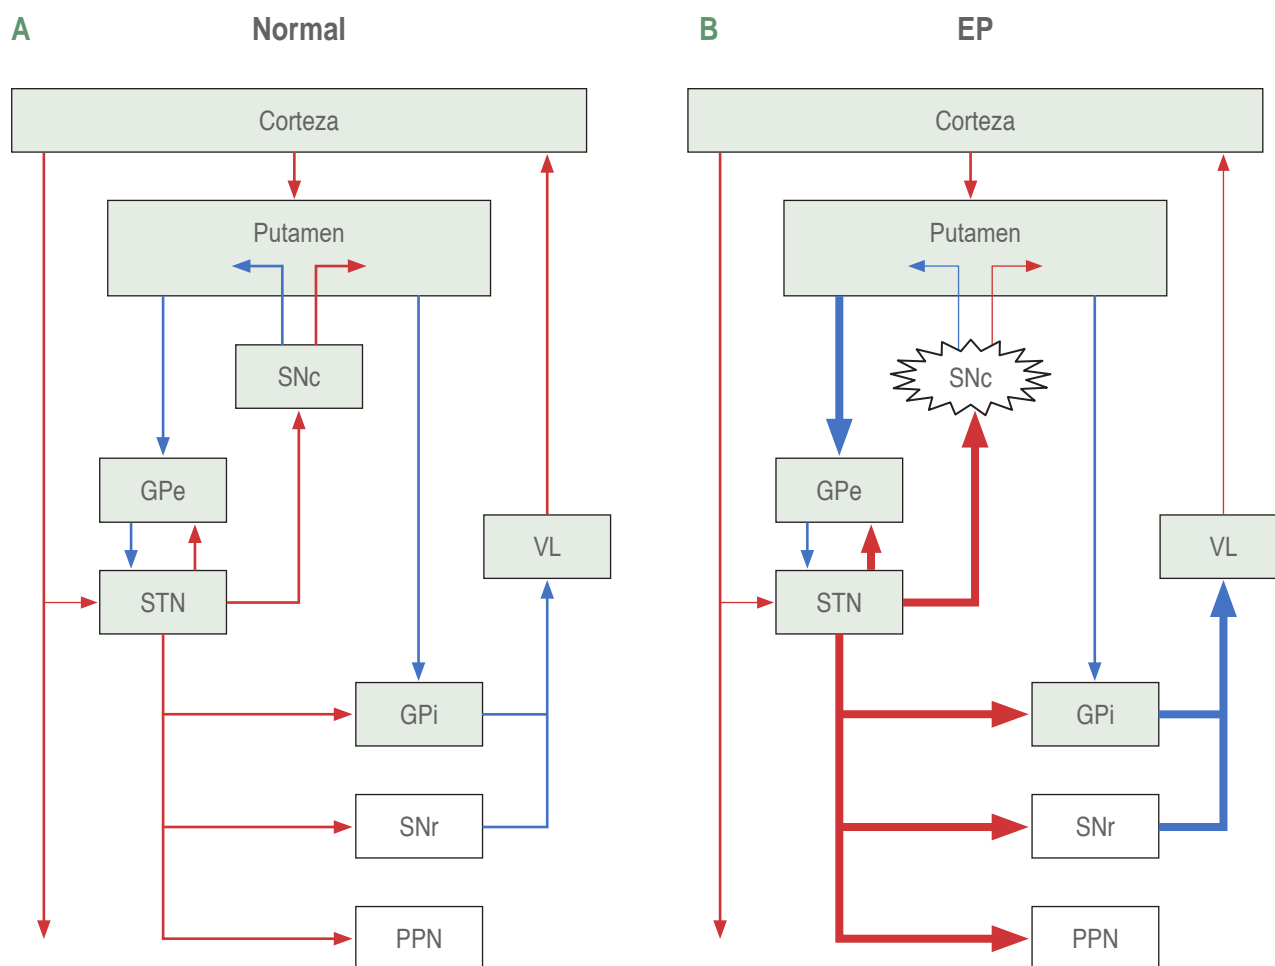 A Normal
Corteza
Putamen
SNc
GPe
VL
STN
GPi
SNr
PPN
B EP
Corteza
Putamen
SNc
GPe
VL
STN
GPi
SNr
PPN